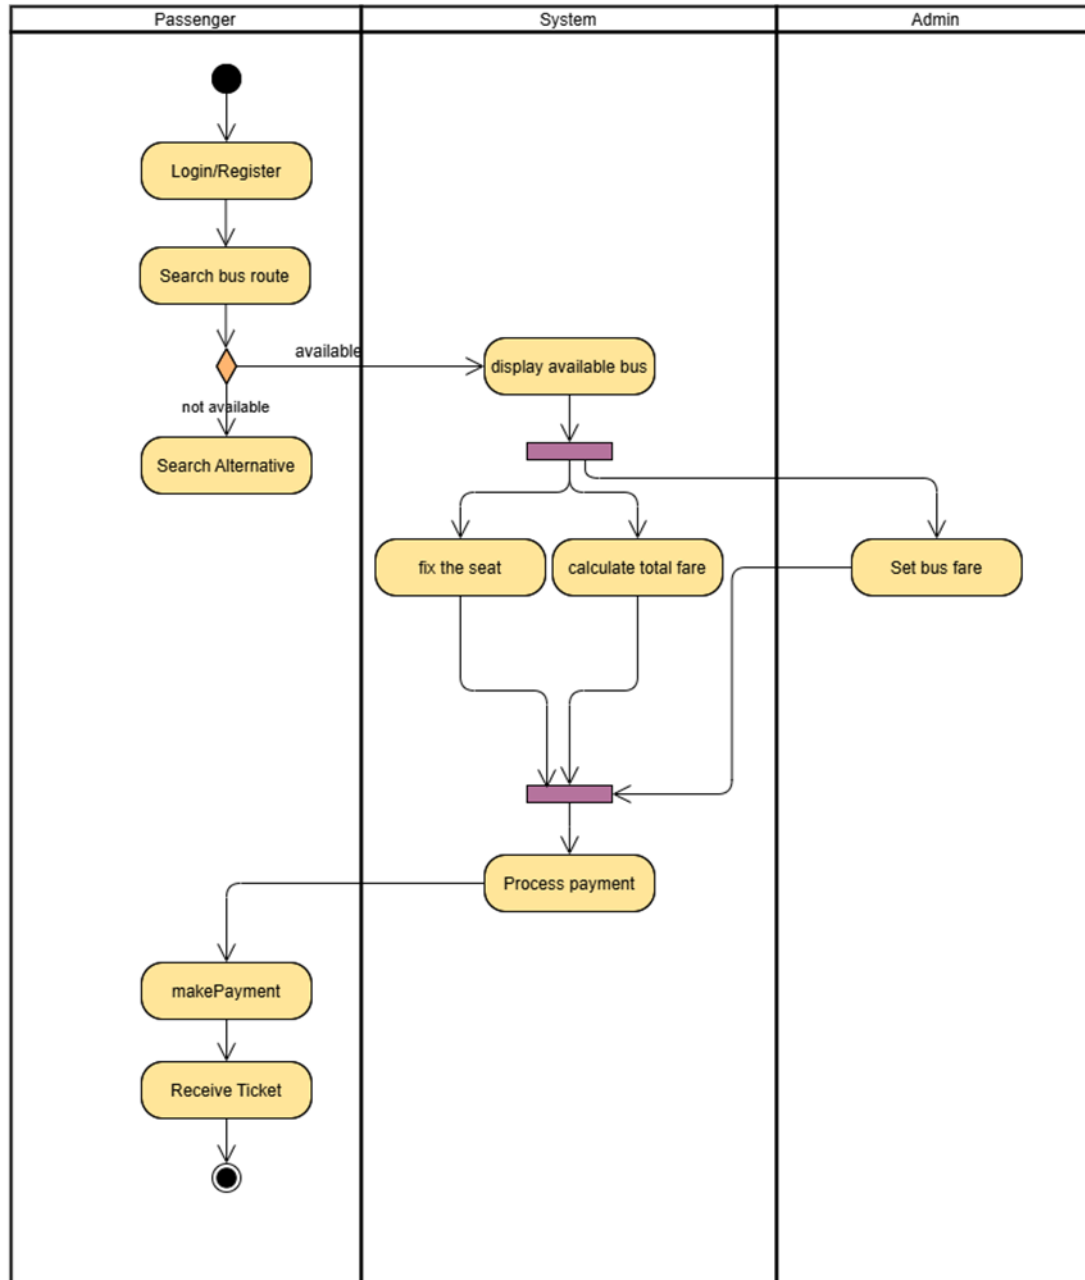 Passenger
System
Admin
Login/Register
Search bus route
available
display available bus
not available
Search Alternative
fix the seat
calculate total fare
Set bus fare
Process payment
makePayment
Receive Ticket